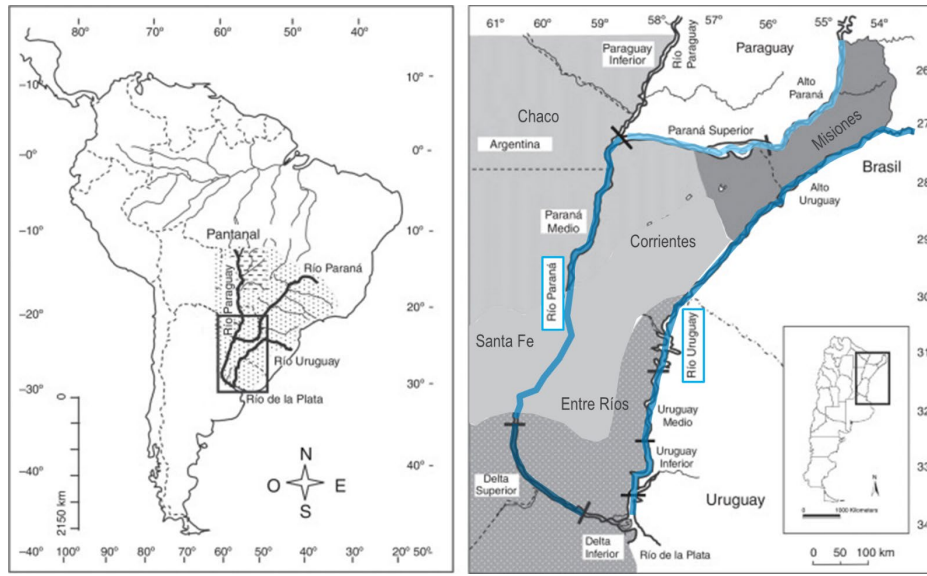 80°
70°
60°
50°
40°
10°
10°
–10°
–0°
0°
–10°
10°
–20°
20°
–30°
30°
–40°
40°
–40°
100°
90°
80°
70°
60°
50°
40°
30°
20°
50°
Pantanal
Río Paraguay
Río Paraná
Río Uruguay
Río de la Plata
0
2150 km
N
O
E
S
61°
60°
59°
58°
57°
56°
55°
54°
26°
27°
28°
29°
30°
31°
32°
33°
34°
Paraguay
Inferior
Río
Paraguay
Paraguay
Alto
Paraná
Chaco
Argentina
Paraná Superior
Misiones
Brasil
Alto
Uruguay
Paraná
Medio
Corrientes
Río Paraná
Río Uruguay
Santa Fe
Entre Ríos
Uruguay
Medio
Uruguay
Inferior
Delta
Superior
Uruguay
Delta
Inferior
Río de la Plata
N
0
1000 Kilometers
0
50
100 km